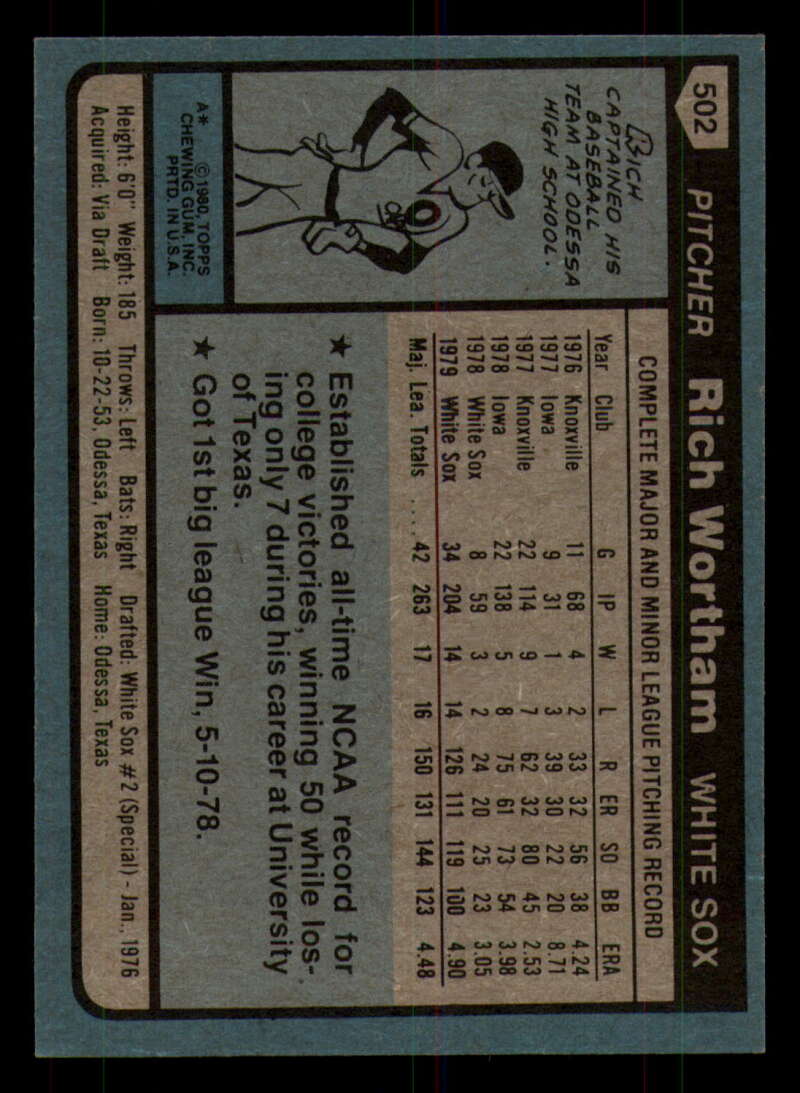 502 PITCHER Rich Wortham WHITE SOX
RICH
CAPTAINED HIS
BASEBALL
TEAM AT ODESSA
HIGH SCHOOL.
A* ©1980, TOPPS
CHEWING GUM, INC.
PRTD. IN U.S.A.
COMPLETE MAJOR AND MINOR LEAGUE PITCHING RECORD
Year Club G IP W L R ER SO BB ERA
1976 Knoxville 11 68 4 2 33 32 56 38 4.24
1977 Iowa 9 31 1 3 39 30 22 20 8.71
1977 Knoxville 22 114 9 7 62 32 80 45 2.53
1978 Iowa 22 138 5 8 75 61 73 54 3.98
1978 White Sox 8 59 3 2 24 20 25 23 3.05
1979 White Sox 34 204 14 14 126 111 119 100 4.90
Maj. Lea. Totals .... 42 263 17 16 150 131 144 123 4.48
★ Established all-time NCAA record for
college victories, winning 50 while los-
ing only 7 during his career at University
of Texas.
★ Got 1st big league Win, 5-10-78.
Height: 6'0" Weight: 185 Throws: Left Bats: Right Drafted: White Sox #2 (Special) - Jan., 1976
Acquired: Via Draft Born: 10-22-53, Odessa, Texas Home: Odessa, Texas